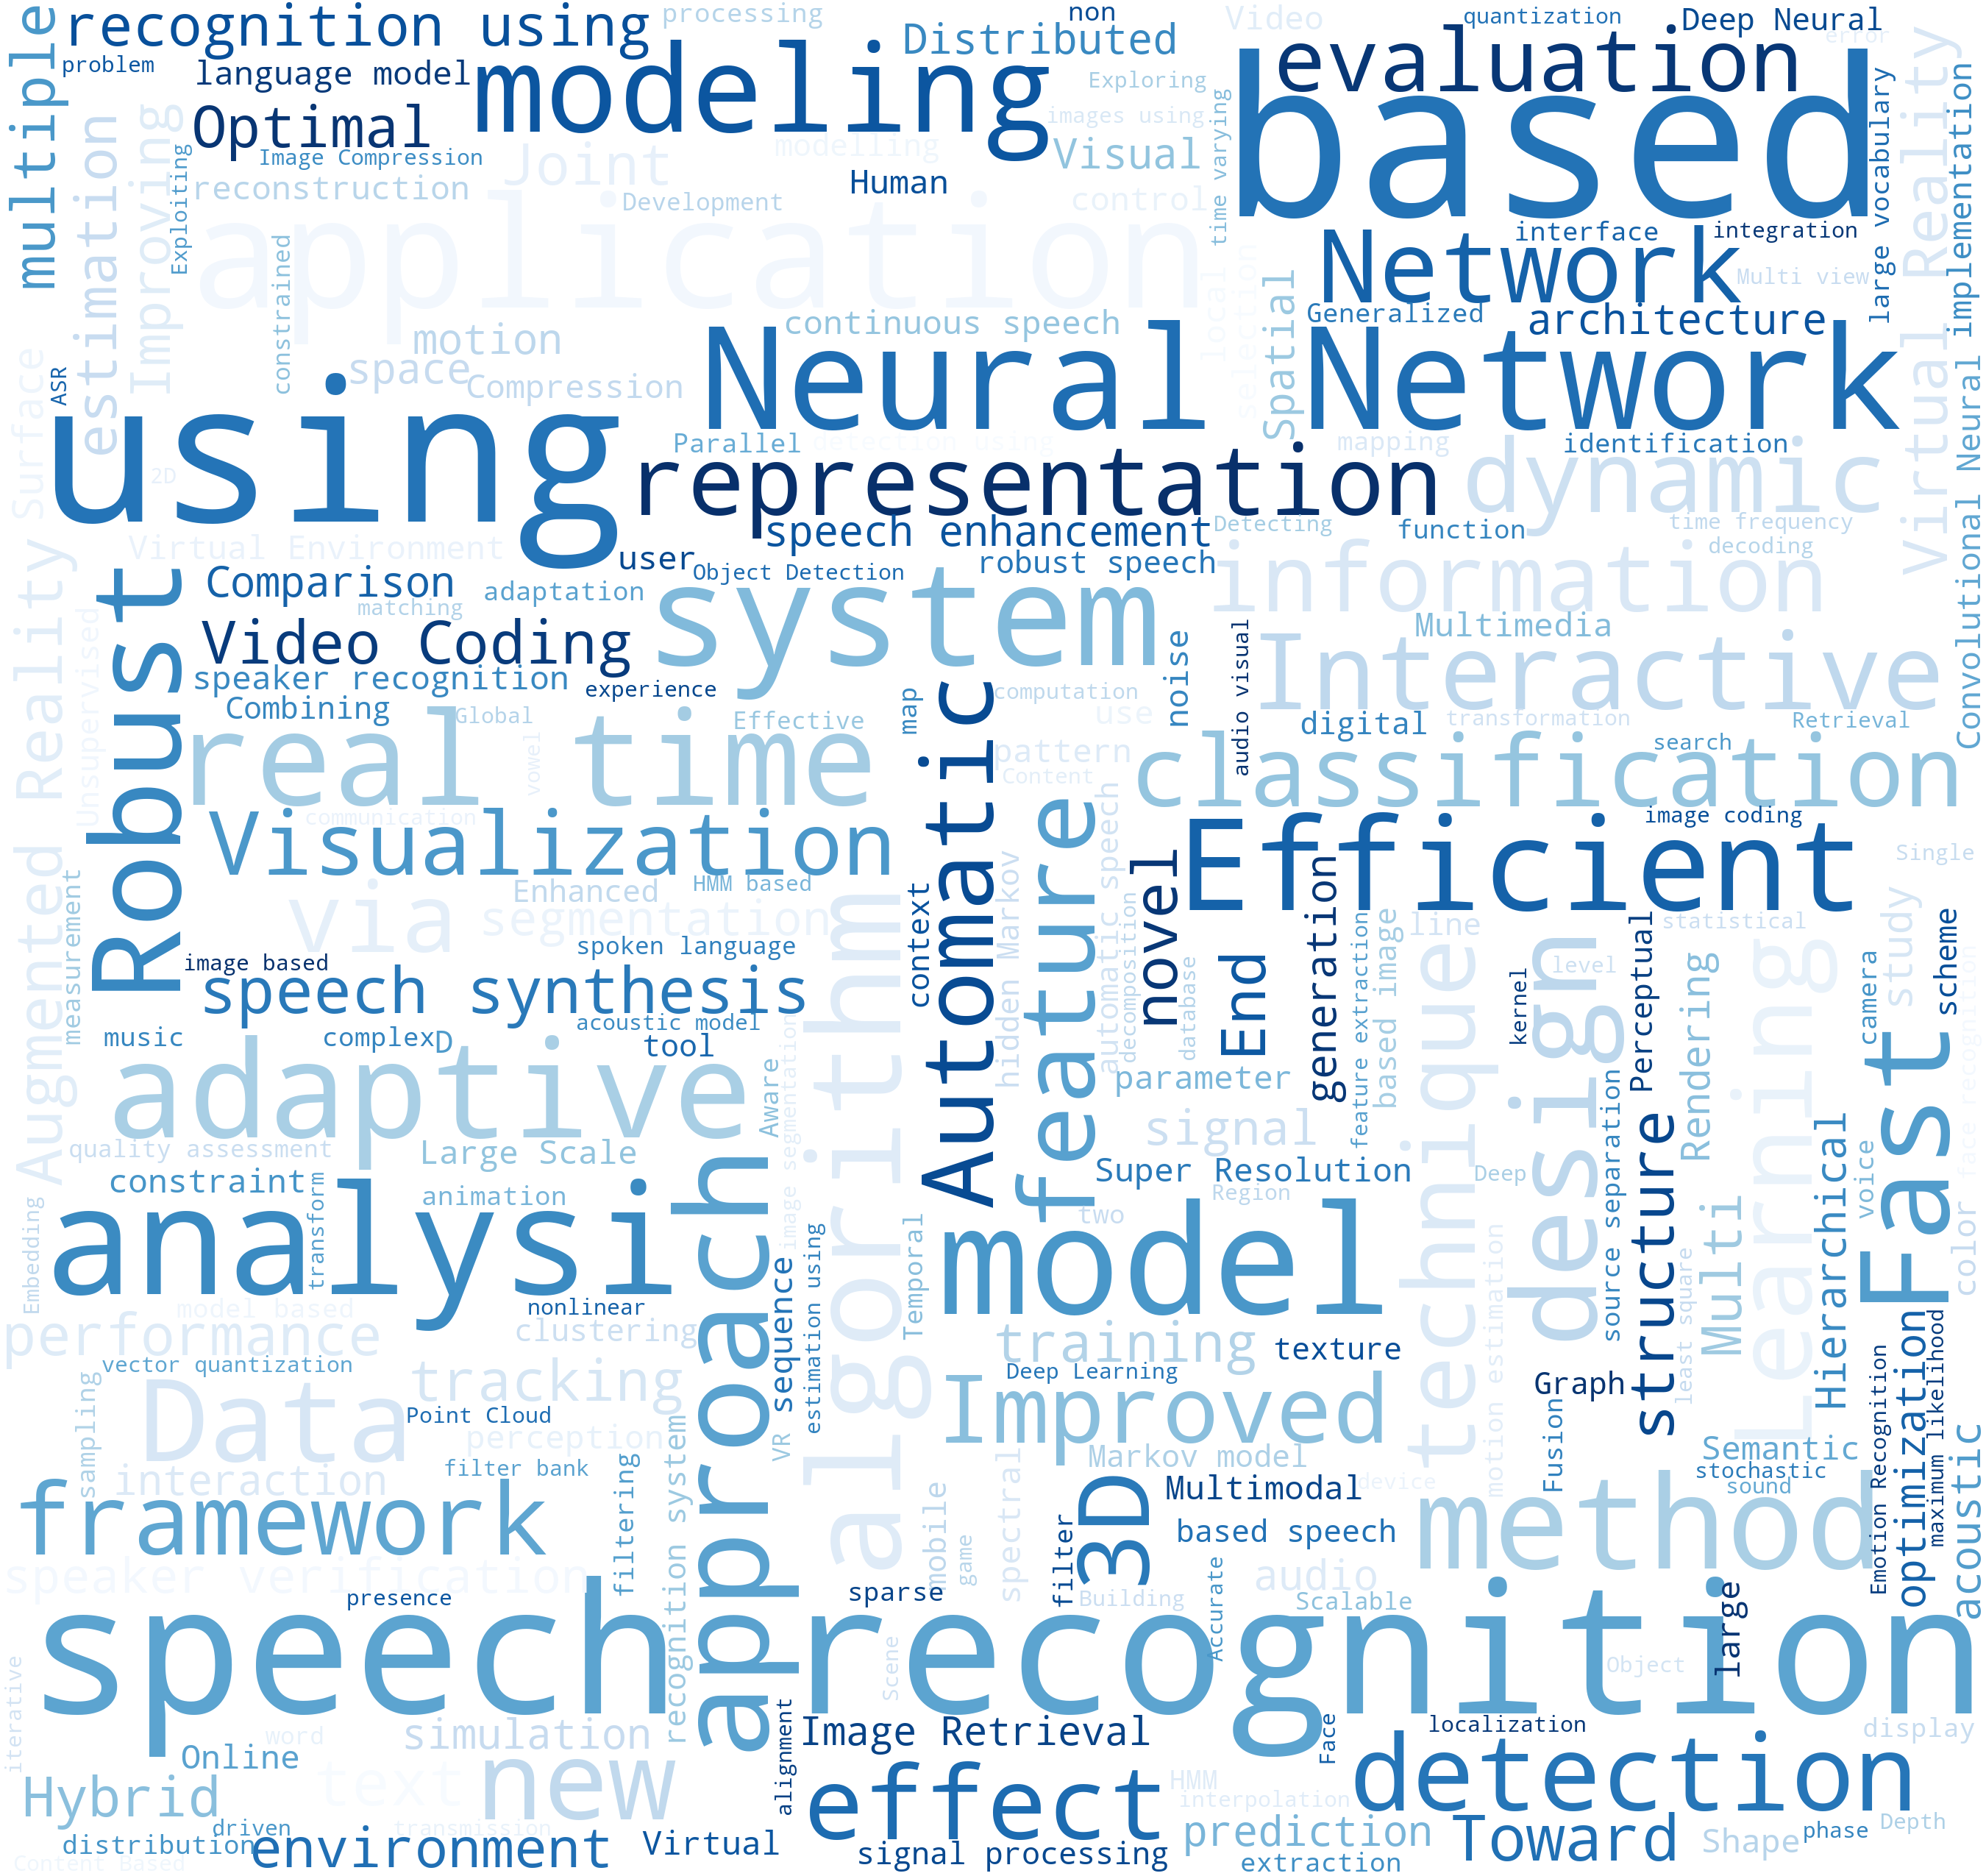 recognition using
processing
non
Video
quantization
Deep Neural
error
problem
language model
modeling
Distributed
Exploring
evaluation
based
multiple
Optimal
images using
Image Compression
Joint
modelling
Visual
time varying
large vocabulary
Virtual Reality
Convolutional Neural
implementation
estimation
Improving
Exploiting
reconstruction
Development
Human
control
application
interface
integration
Network
Multi view
local
selection
Spatial
constrained
motion
space
Compression
continuous speech
Generalized
architecture
ASR
Surface
using
Neural Network
Parallel
detection using
mapping
identification
2D
representation
dynamic
Virtual Environment
speech enhancement
Detecting
function
time frequency
decoding
user
Object Detection
robust speech
information
Robust
Comparison
matching
adaptation
system
Video Coding
Multimedia
Interactive
speaker recognition
experience
noise
audio visual
Unsupervised
Augmented Reality
Combining
Global
Effective
map
computation
use
digital
transformation
Retrieval
real time
vowel
Automatic
pattern
Content
search
classification
Visualization
communication
feature
automatic speech
Efficient
image coding
Single
measurement
via
Enhanced
HMM based
segmentation
algorithm
context
hidden Markov
decomposition
novel
database
End
generation
feature extraction
based image
line
technique
statistical
study
scheme
image based
spoken language
speech synthesis
kernel
design
level
Perceptual
Rendering
Learning
camera
Fast
music
complex
D
acoustic model
tool
adaptive
Aware
image segmentation
parameter
signal
source separation
structure
quality assessment
Large Scale
constraint
transform
animation
approach
Super Resolution
Region
Deep
Multi
Hierarchical
voice
color
face recognition
Embedding
analysi
two
model
Temporal
estimation using
sequence
motion estimation
least square
model based
nonlinear
performance
clustering
training
texture
vector quantization
Deep Learning
sampling
Data
tracking
Point Cloud
VR
Improved
Graph
optimization
Emotion Recognition
maximum likelihood
perception
interaction
filter bank
Markov model
Semantic
stochastic
sound
Fusion
device
framework
filtering
recognition system
mobile
game
spectral
filter
3D
Multimodal
based speech
method
acoustic
speaker verification
presence
sparse
Building
audio
Scalable
Accurate
large
speech recognition
Scene
Object
iterative
word
simulation
Image Retrieval
Face
localization
display
Online
Hybrid
text
new
alignment
effect
HMM
interpolation
detection
driven
transmission
distribution
environment
Virtual
signal processing
prediction
extraction
Toward
Shape
phase
Depth
Content Based